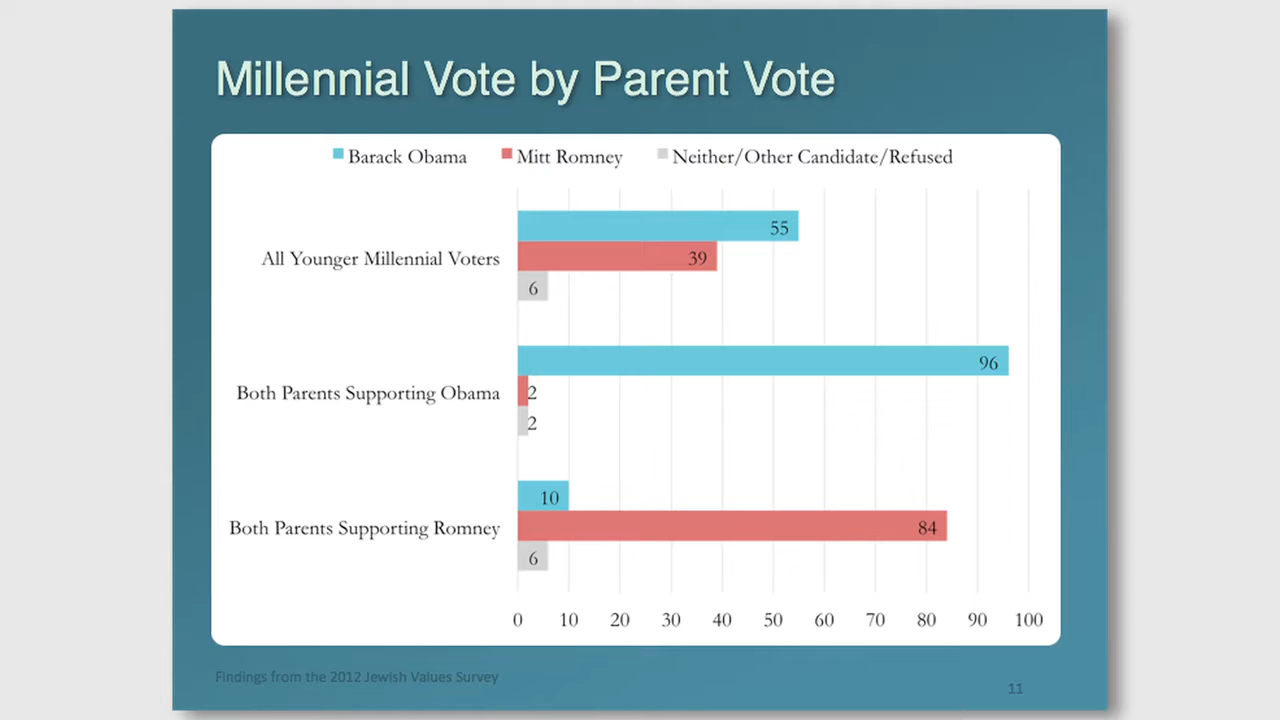 Millennial Vote by Parent Vote
Barack Obama Mitt Romney Neither/Other Candidate/Refused
55
All Younger Millennial Voters 39
6
96
Both Parents Supporting Obama 2
2
10
Both Parents Supporting Romney 84
6
0 10 20 30 40 50 60 70 80 90 100
Findings from the 2012 Jewish Values Survey
11